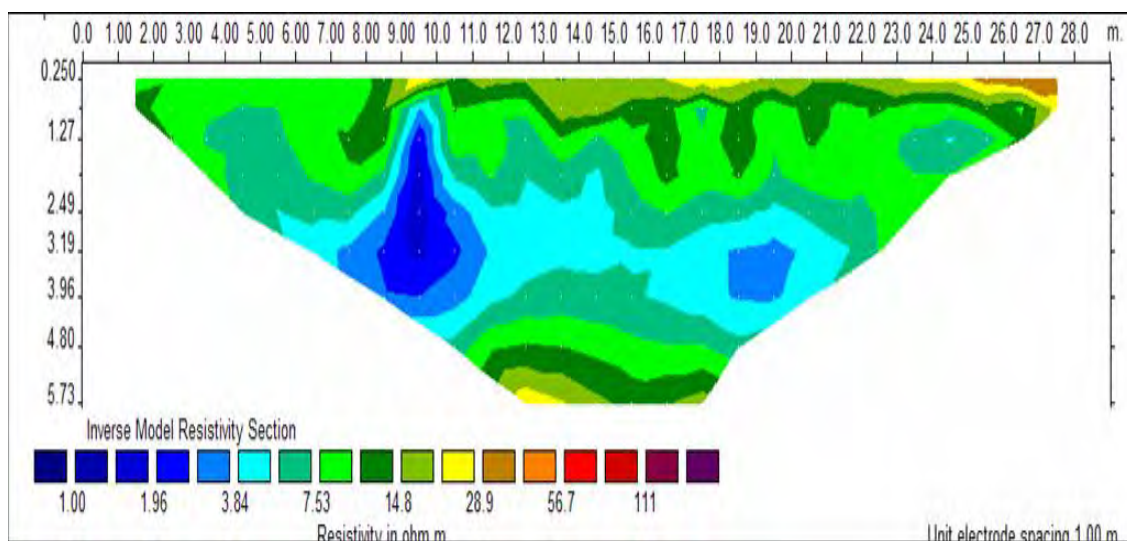 0.0 1.00 2.00 3.00 4.00 5.00 6.00 7.00 8.00 9.00 10.0 11.0 12.0 13.0 14.0 15.0 16.0 17.0 18.0 19.0 20.0 21.0 22.0 23.0 24.0 25.0 26.0 27.0 28.0 m.
0.250
1.27
2.49
3.19
3.96
4.80
5.73
Inverse Model Resistivity Section
1.00 1.96 3.84 7.53 14.8 28.9 56.7 111
Resistivity in ohm.m Unit electrode spacing 1.00 m.